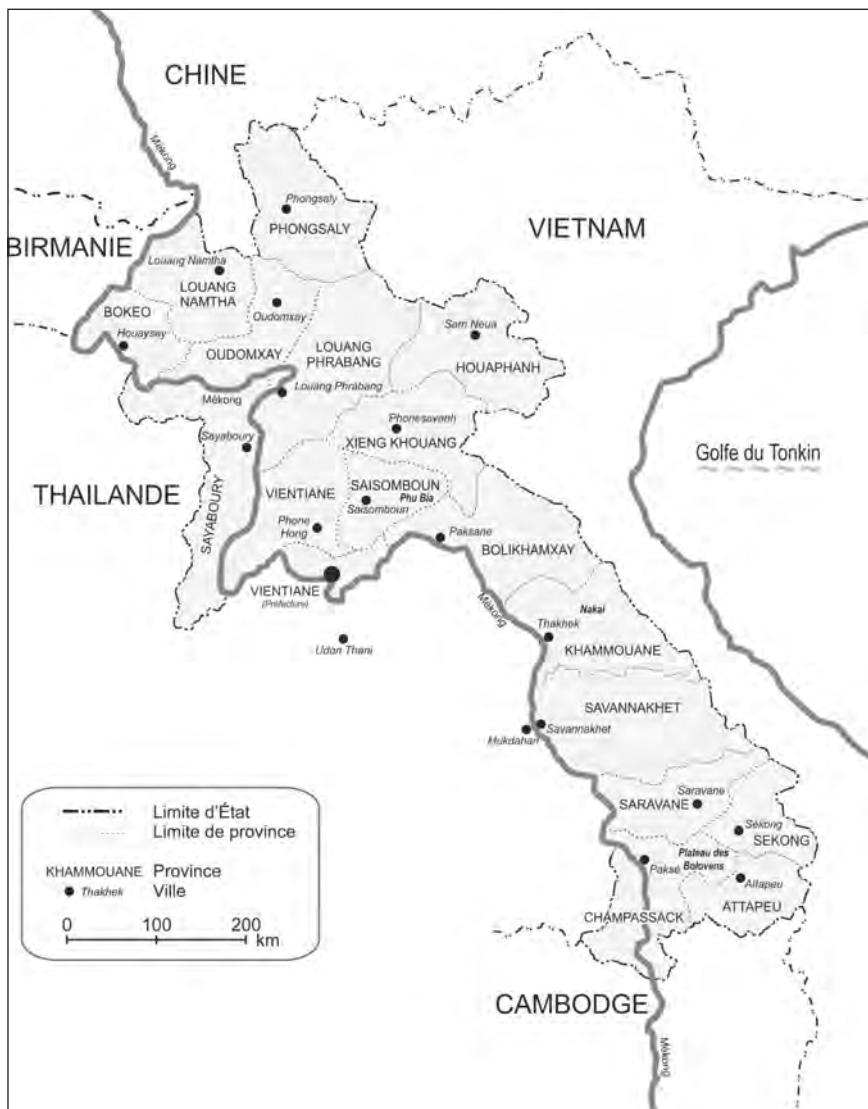 CHINE
Mékong
Phongsaly
PHONGSALY
VIETNAM
BIRMANIE
Louang Namtha
LOUANG
NAMTHA
BOKEO
Houaysay
Oudomxay
OUDOMXAY
LOUANG
PHRABANG
Sam Neua
HOUAPHANH
Mékong
Louang Phrabang
Phonesavanh
XIENG KHOUANG
Sayaboury
Golfe du Tonkin
THAILANDE
SAYABOURY
VIENTIANE
SAISOMBOUN
Phu Bia
Saisomboun
Phone
Hong
Paksane
BOLIKHAMXAY
VIENTIANE
(Préfecture)
Mékong
Nakai
Thakhek
KHAMMOUANE
Udon Thani
SAVANNAKHET
Savannakhet
Mukdahan
Saravane
SARAVANE
Sékong
SEKONG
Plateau des
Bolovens
Paksé
Attapeu
ATTAPEU
CHAMPASSACK
CAMBODGE
Mékong
Limite d'État
Limite de province
KHAMMOUANE Province
Thakhek Ville
0 100 200
km